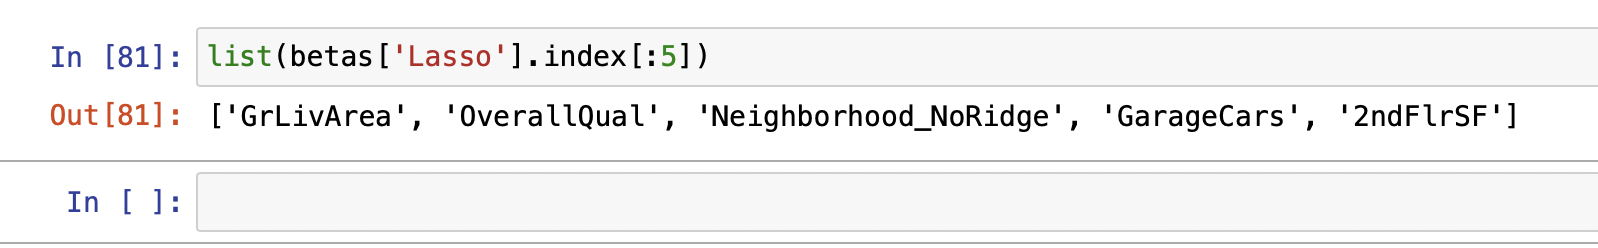 In [81]: list(betas['Lasso'].index[:5])
Out[81]: ['GrLivArea', 'OverallQual', 'Neighborhood_NoRidge', 'GarageCars', '2ndFlrSF']
In [ ]: